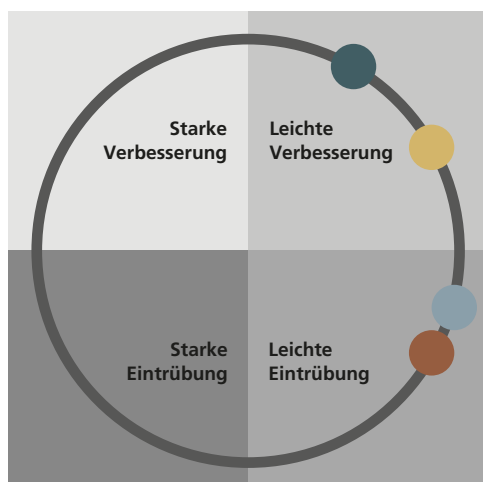 Starke
Verbesserung
Leichte
Verbesserung
Starke
Eintrübung
Leichte
Eintrübung